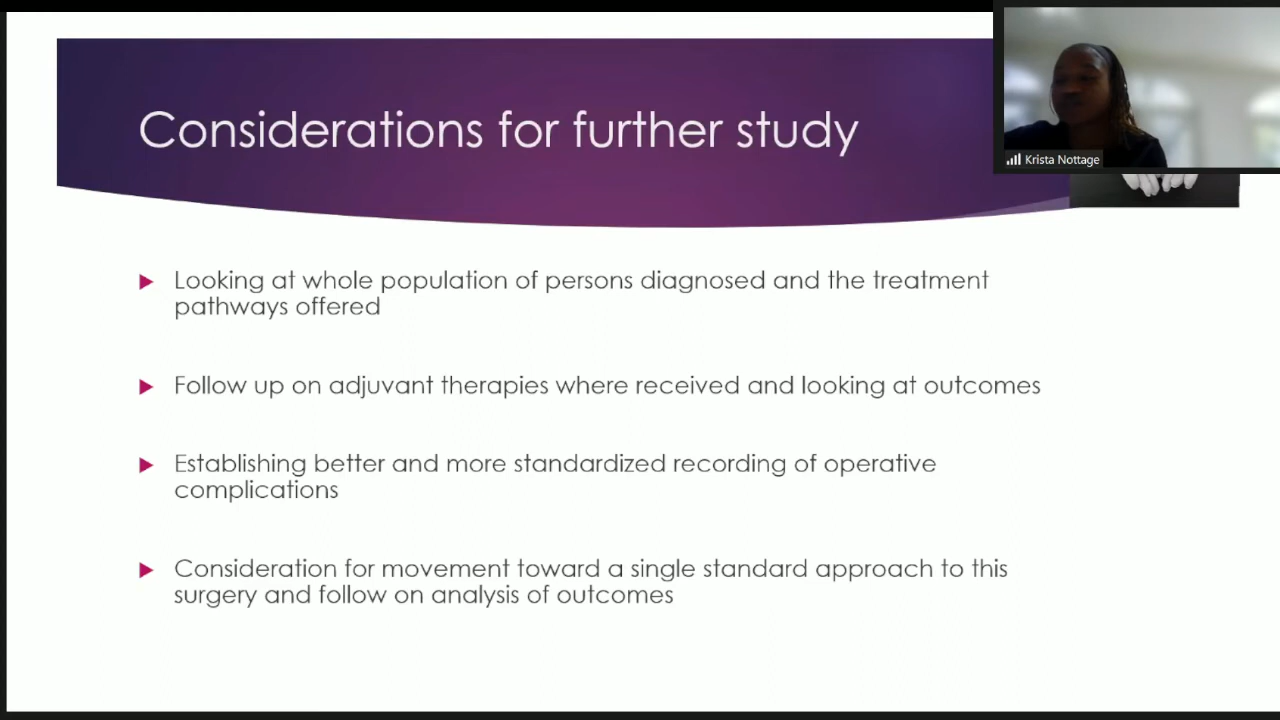 Considerations for further study
Krista Nottage
Looking at whole population of persons diagnosed and the treatment
pathways offered
Follow up on adjuvant therapies where received and looking at outcomes
Establishing better and more standardized recording of operative
complications
Consideration for movement toward a single standard approach to this
surgery and follow on analysis of outcomes